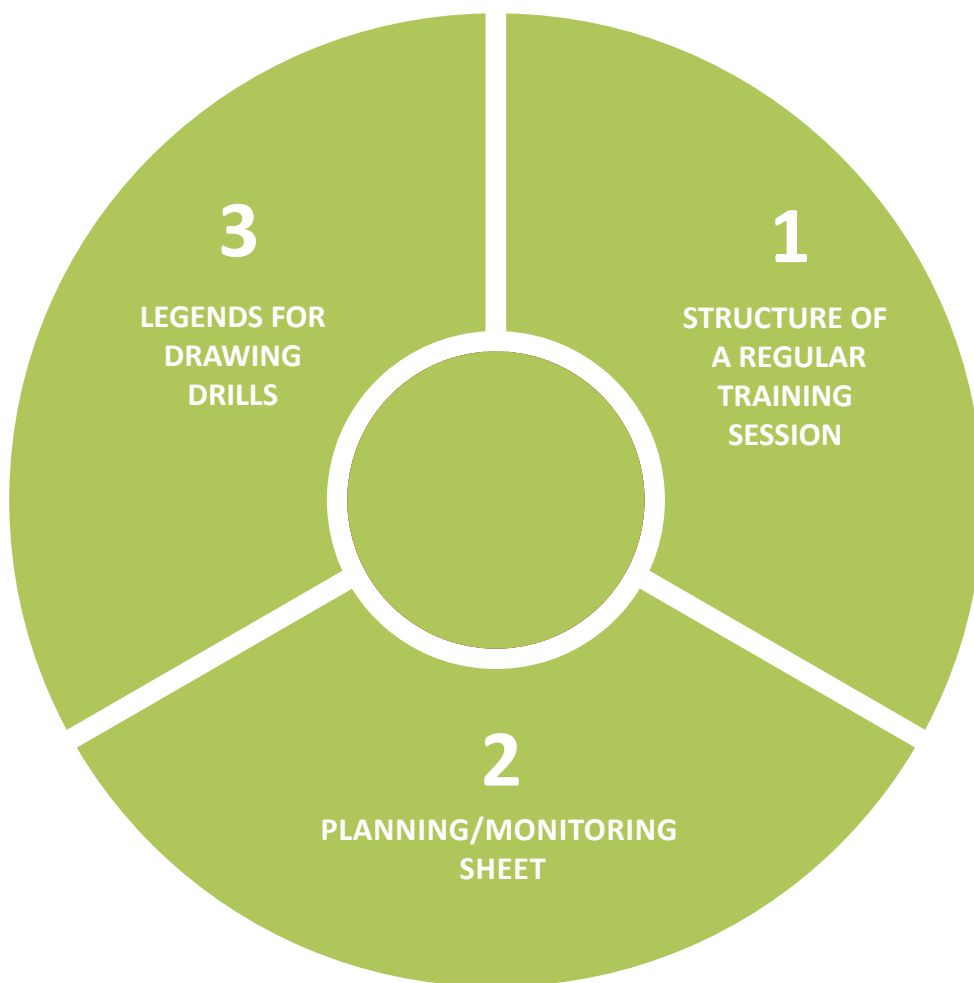 1
STRUCTURE OF
A REGULAR
TRAINING
SESSION
2
PLANNING/MONITORING
SHEET
3
LEGENDS FOR
DRAWING
DRILLS